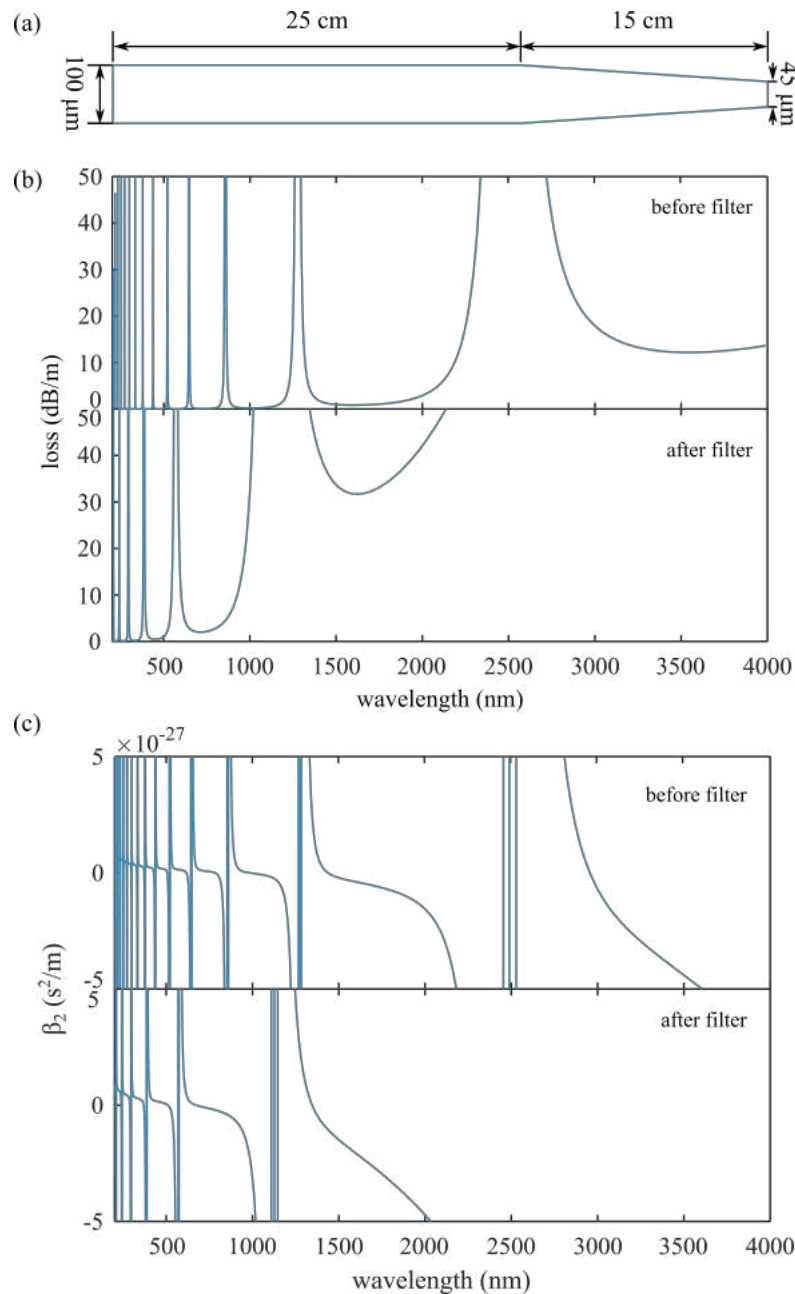 (a)
25 cm 15 cm
100 μm
45 μm
(b)
50
before filter
40
30
20
10
0
50
after filter
40
30
20
10
0
loss (dB/m)
500 1000 1500 2000 2500 3000 3500 4000
wavelength (nm)
(c)
×10⁻²⁷
5
before filter
0
-5
5
after filter
0
-5
β₂ (s²/m)
500 1000 1500 2000 2500 3000 3500 4000
wavelength (nm)